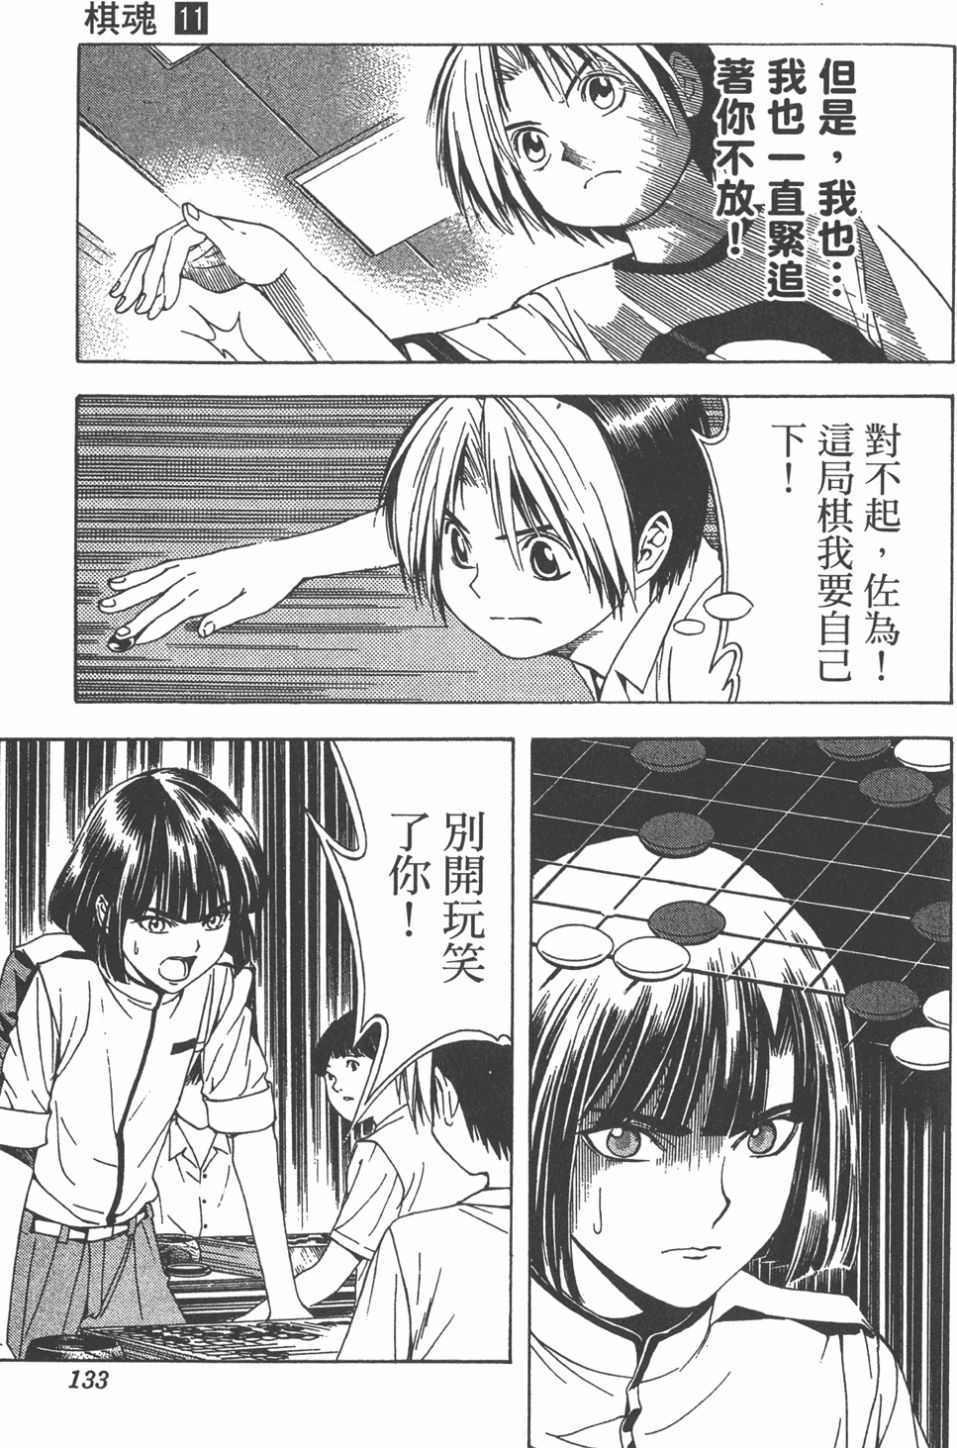 棋魂 11
但是，我也…
我也一直緊追
著你不放！
對不起，佐為！
這局棋我要自己
下！
別開玩笑
了你！
133